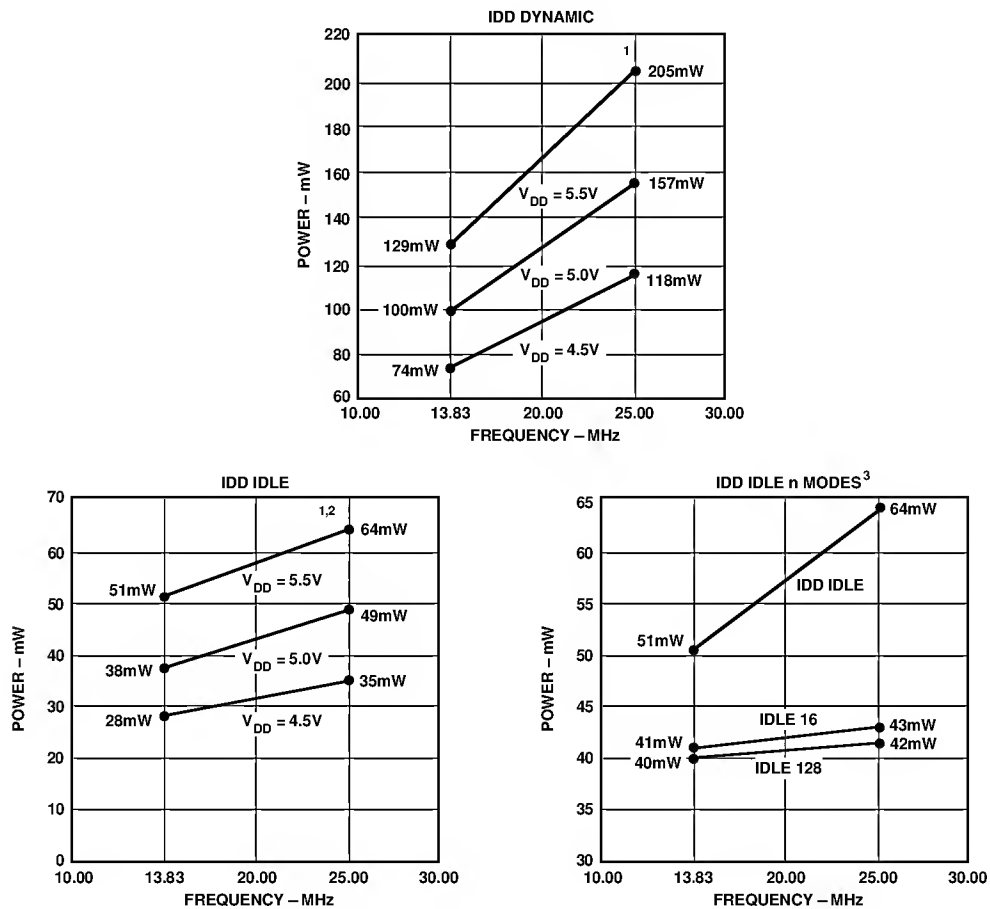 IDD DYNAMIC
220
200
180
160
140
120
100
80
60
POWER – mW
1
205mW
157mW
118mW
129mW
100mW
74mW
VDD = 5.5V
VDD = 5.0V
VDD = 4.5V
10.00 13.83 20.00 25.00 30.00
FREQUENCY – MHz
IDD IDLE
70
60
50
40
30
20
10
0
POWER – mW
1,2
64mW
51mW
VDD = 5.5V
49mW
38mW
VDD = 5.0V
35mW
28mW
VDD = 4.5V
10.00 13.83 20.00 25.00 30.00
FREQUENCY – MHz
IDD IDLE n MODES3
65
60
55
50
45
40
35
30
POWER – mW
64mW
IDD IDLE
51mW
IDLE 16
43mW
41mW
42mW
40mW
IDLE 128
10.00 13.83 20.00 25.00 30.00
FREQUENCY – MHz